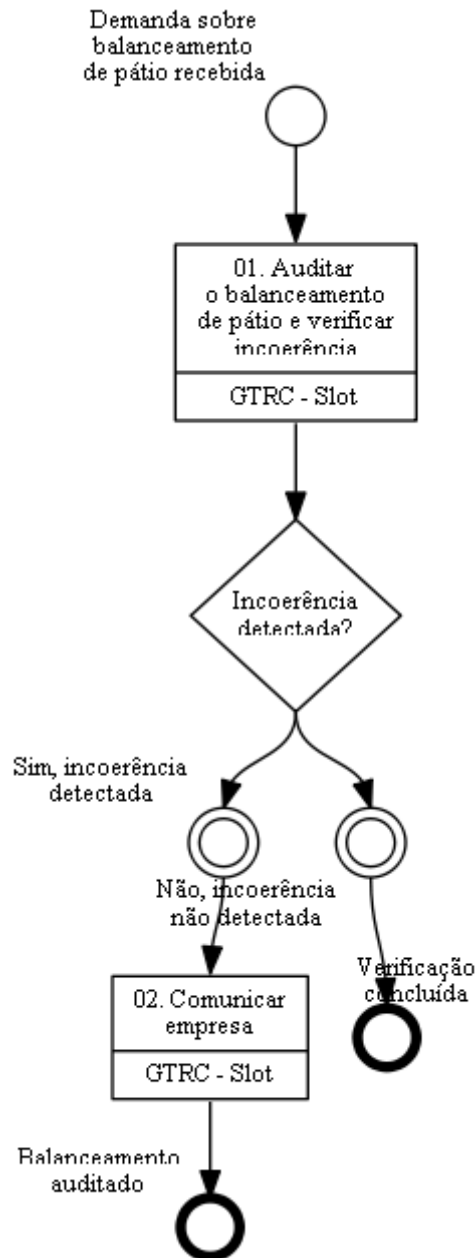 Demanda sobre
balanceamento
de pátio recebida
01. Auditar
o balanceamento
de pátio e verificar
incoerência
GTRC - Slot
Incoerência
detectada?
Sim, incoerência
detectada
Não, incoerência
não detectada
Verificação
concluída
02. Comunicar
empresa
GTRC - Slot
Balanceamento
auditado